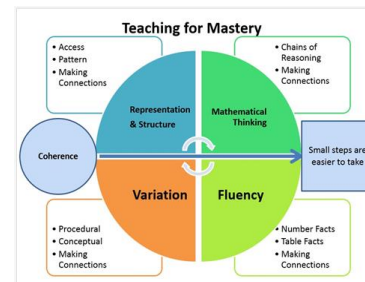 Teaching for Mastery
• Access
• Pattern
• Making
Connections
• Chains of
Reasoning
• Making
Connections
Representation
& Structure
Mathematical
Thinking
Coherence
Small steps are
easier to take
Variation
Fluency
• Procedural
• Conceptual
• Making
Connections
• Number Facts
• Table Facts
• Making
Connections